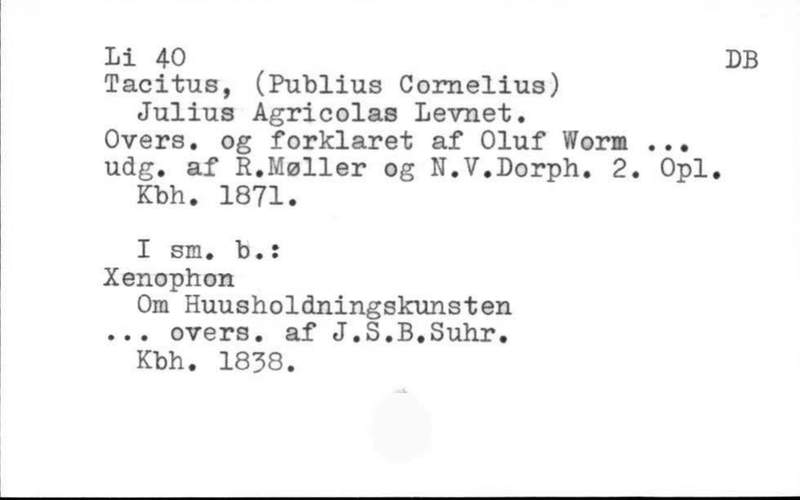 Li 40 DB
Tacitus, (Publius Cornelius)
Julius Agricolas Levnet.
Overs. og forklaret af Oluf Worm ...
udg. af R.Møller og N.V.Dorph. 2. Opl.
Kbh. 1871.
I sm. b.:
Xenophon
Om Huusholdningskunsten
... overs. af J.S.B.Suhr.
Kbh. 1838.